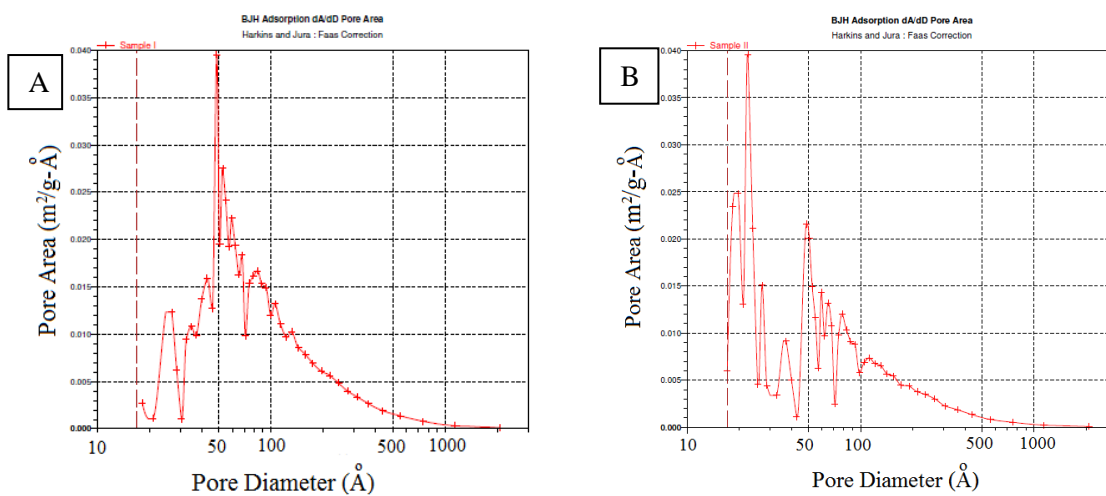 A
BJH Adsorption dA/dD Pore Area
Harkins and Jura : Faas Correction
Sample I
0.040
0.035
0.030
0.025
0.020
0.015
0.010
0.005
0.000
10
50
100
500
1000
Pore Area (m²/g-Å)
Pore Diameter (Å)
B
BJH Adsorption dA/dD Pore Area
Harkins and Jura : Faas Correction
Sample II
0.040
0.035
0.030
0.025
0.020
0.015
0.010
0.005
0.000
10
50
100
500
1000
Pore Area (m²/g-Å)
Pore Diameter (Å)